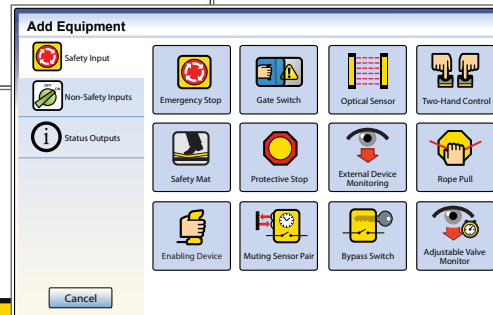 Add Equipment
Safety Input
OFF ON
Non-Safety Inputs
i
Status Outputs
Emergency Stop
Gate Switch
Optical Sensor
Two-Hand Control
Safety Mat
Protective Stop
External Device
Monitoring
Rope Pull
Enabling Device
Muting Sensor Pair
Bypass Switch
Adjustable Valve
Monitor
Cancel